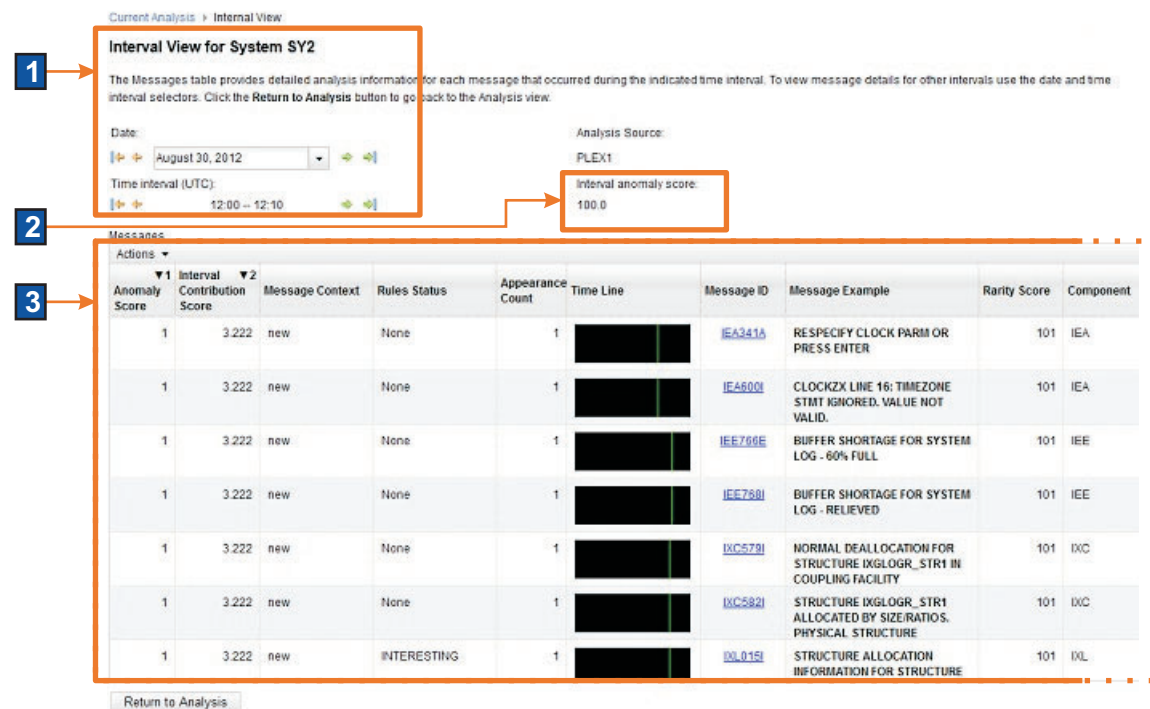 Current Analysis ▸ Internal View
Interval View for System SY2
1
The Messages table provides detailed analysis information for each message that occurred during the indicated time interval. To view message details for other intervals use the date and time
interval selectors. Click the Return to Analysis button to go back to the Analysis view.
Date:
Analysis Source:
August 30, 2012
PLEX1
Time interval (UTC):
Interval anomaly score:
12:00 -- 12:10
100.0
2
Messages
Actions
3
▼1 Anomaly Score
Interval ▼2 Contribution Score
Message Context
Rules Status
Appearance Count
Time Line
Message ID
Message Example
Rarity Score
Component
1 3.222 new None 1 IEA341A RESPECIFY CLOCK PARM OR 101 IEA
PRESS ENTER
1 3.222 new None 1 IEA600I CLOCKZX LINE 16: TIMEZONE 101 IEA
STMT IGNORED. VALUE NOT
VALID.
1 3.222 new None 1 IEE766E BUFFER SHORTAGE FOR SYSTEM 101 IEE
LOG - 60% FULL
1 3.222 new None 1 IEE768I BUFFER SHORTAGE FOR SYSTEM 101 IEE
LOG - RELIEVED
1 3.222 new None 1 IXC579I NORMAL DEALLOCATION FOR 101 IXC
STRUCTURE IXGLOGR_STR1 IN
COUPLING FACILITY
1 3.222 new None 1 IXC582I STRUCTURE IXGLOGR_STR1 101 IXC
ALLOCATED BY SIZE/RATIOS.
PHYSICAL STRUCTURE
1 3.222 new INTERESTING 1 IXL015I STRUCTURE ALLOCATION 101 IXL
INFORMATION FOR STRUCTURE
Return to Analysis